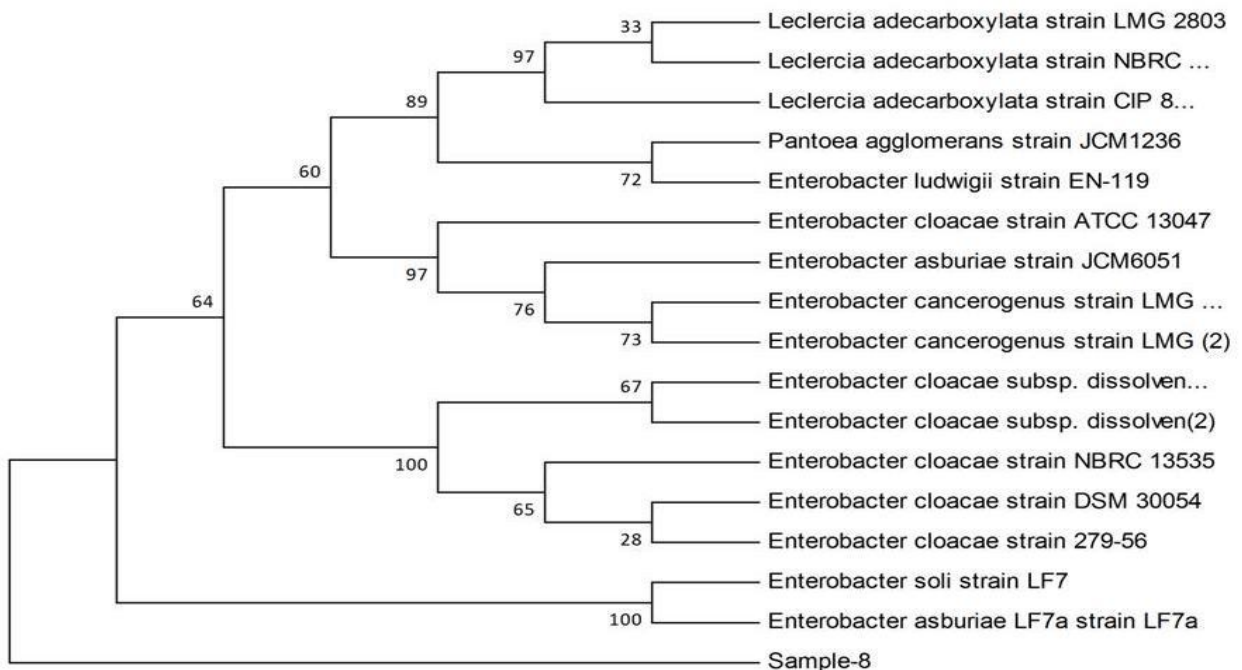 33
Leclercia adecarboxylata strain LMG 2803
97
Leclercia adecarboxylata strain NBRC ...
89
Leclercia adecarboxylata strain CIP 8...
Pantoea agglomerans strain JCM1236
60
72
Enterobacter ludwigii strain EN-119
Enterobacter cloacae strain ATCC 13047
97
Enterobacter asburiae strain JCM6051
64
76
Enterobacter cancerogenus strain LMG ...
73
Enterobacter cancerogenus strain LMG (2)
67
Enterobacter cloacae subsp. dissolven...
Enterobacter cloacae subsp. dissolven(2)
100
Enterobacter cloacae strain NBRC 13535
65
Enterobacter cloacae strain DSM 30054
28
Enterobacter cloacae strain 279-56
Enterobacter soli strain LF7
100
Enterobacter asburiae LF7a strain LF7a
Sample-8